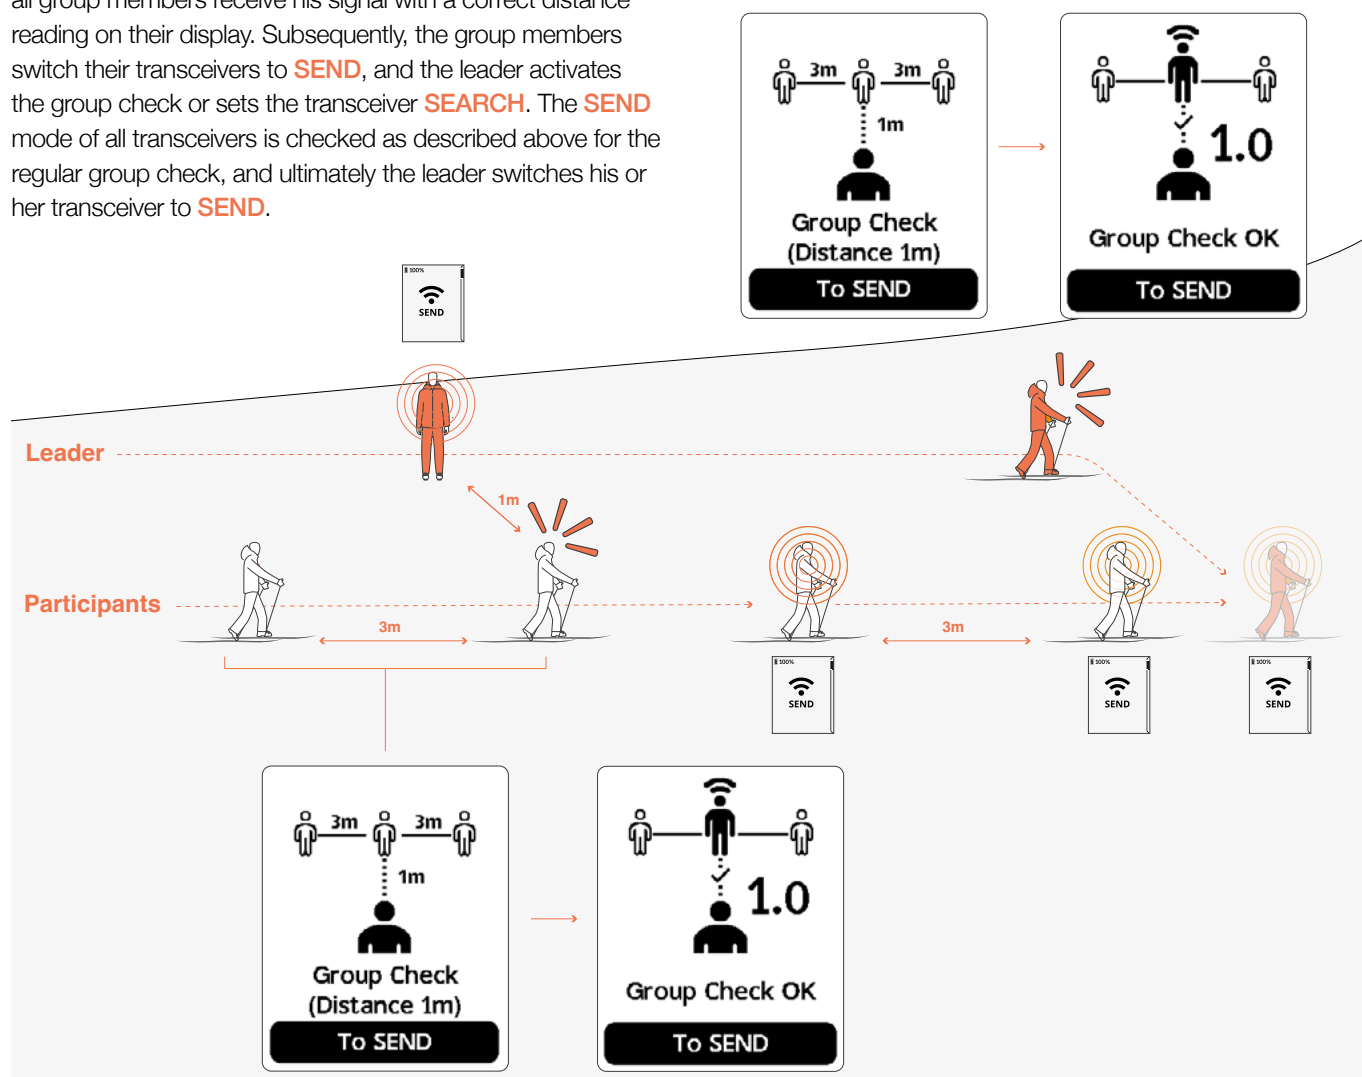 all group members receive his signal with a correct distance
reading on their display. Subsequently, the group members
switch their transceivers to SEND, and the leader activates
the group check or sets the transceiver SEARCH. The SEND
mode of all transceivers is checked as described above for the
regular group check, and ultimately the leader switches his or
her transceiver to SEND.
3m 3m
1m
Group Check
(Distance 1m)
To SEND
1.0
Group Check OK
To SEND
100%
SEND
Leader
1m
Participants
3m
3m
100%
SEND
100%
SEND
100%
SEND
3m 3m
1m
Group Check
(Distance 1m)
To SEND
1.0
Group Check OK
To SEND